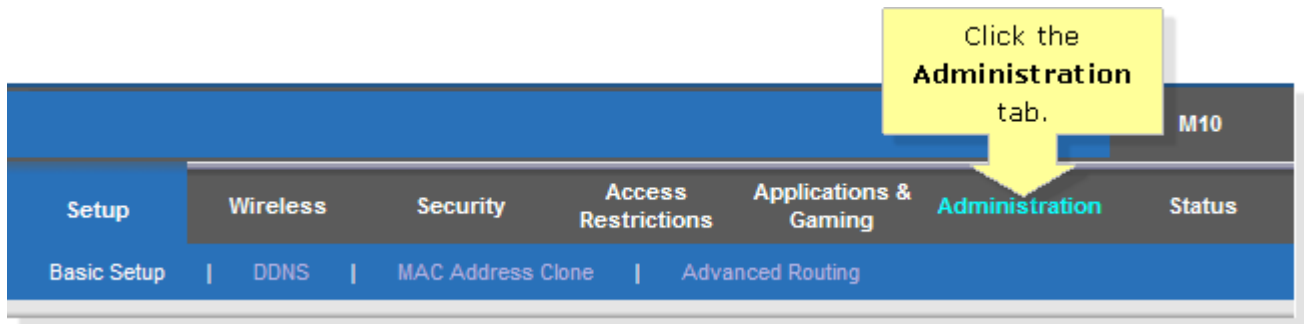 Click the
Administration
tab.
M10
Setup
Wireless
Security
Access
Restrictions
Applications &
Gaming
Administration
Status
Basic Setup | DDNS | MAC Address Clone | Advanced Routing